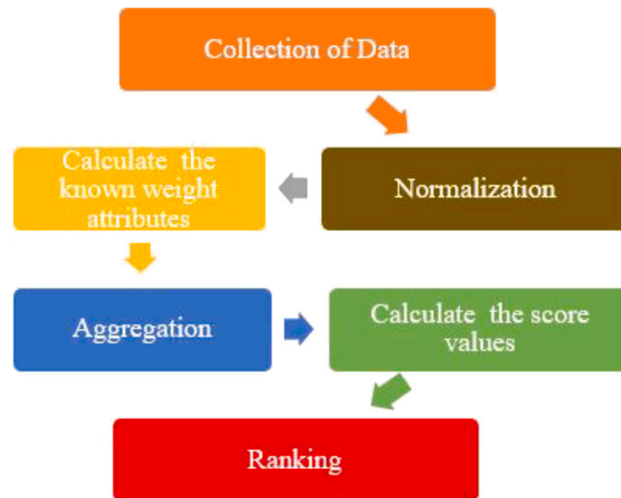 Collection of Data
Normalization
Calculate the
known weight
attributes
Aggregation
Calculate the score
values
Ranking